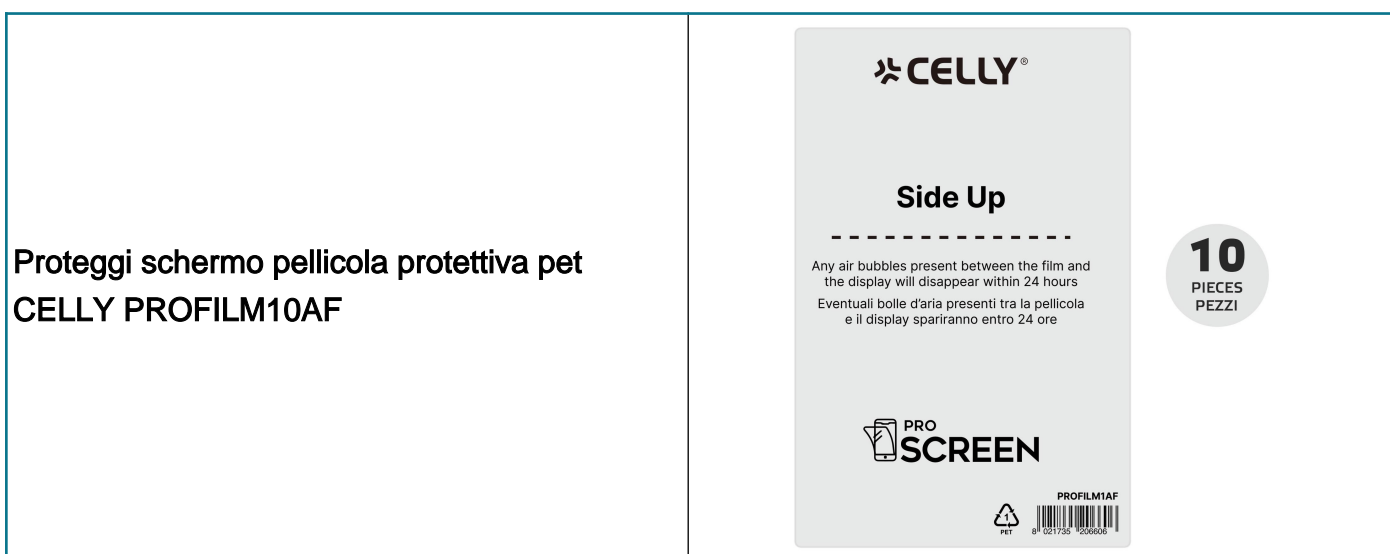 Proteggi schermo pellicola protettiva pet
CELLY PROFILM10AF
CELLY®
Side Up
Any air bubbles present between the film and
the display will disappear within 24 hours
Eventuali bolle d'aria presenti tra la pellicola
e il display spariranno entro 24 ore
PRO
SCREEN
PROFILM1AF
1
PET
8 021735 206606
10
PIECES
PEZZI